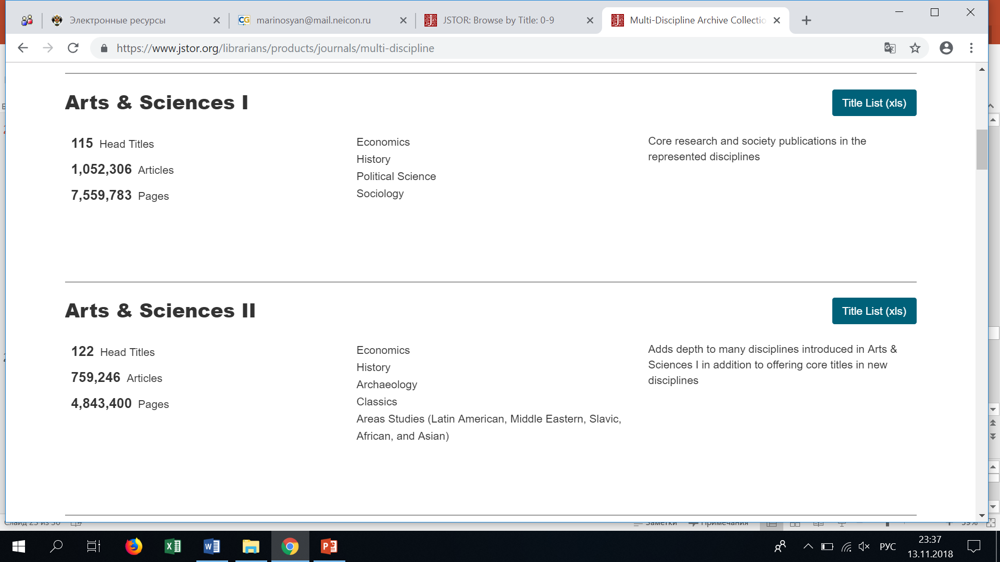 Электронные ресурсы
marinosyan@mail.neicon.ru
JSTOR: Browse by Title: 0-9
Multi-Discipline Archive Collectio
https://www.jstor.org/librarians/products/journals/multi-discipline
Arts & Sciences I
Title List (xls)
115 Head Titles
1,052,306 Articles
7,559,783 Pages
Economics
History
Political Science
Sociology
Core research and society publications in the
represented disciplines
Arts & Sciences II
Title List (xls)
122 Head Titles
759,246 Articles
4,843,400 Pages
Economics
History
Archaeology
Classics
Areas Studies (Latin American, Middle Eastern, Slavic,
African, and Asian)
Adds depth to many disciplines introduced in Arts &
Sciences I in addition to offering core titles in new
disciplines
Заметки
Примечания
РУС
23:37
13.11.2018